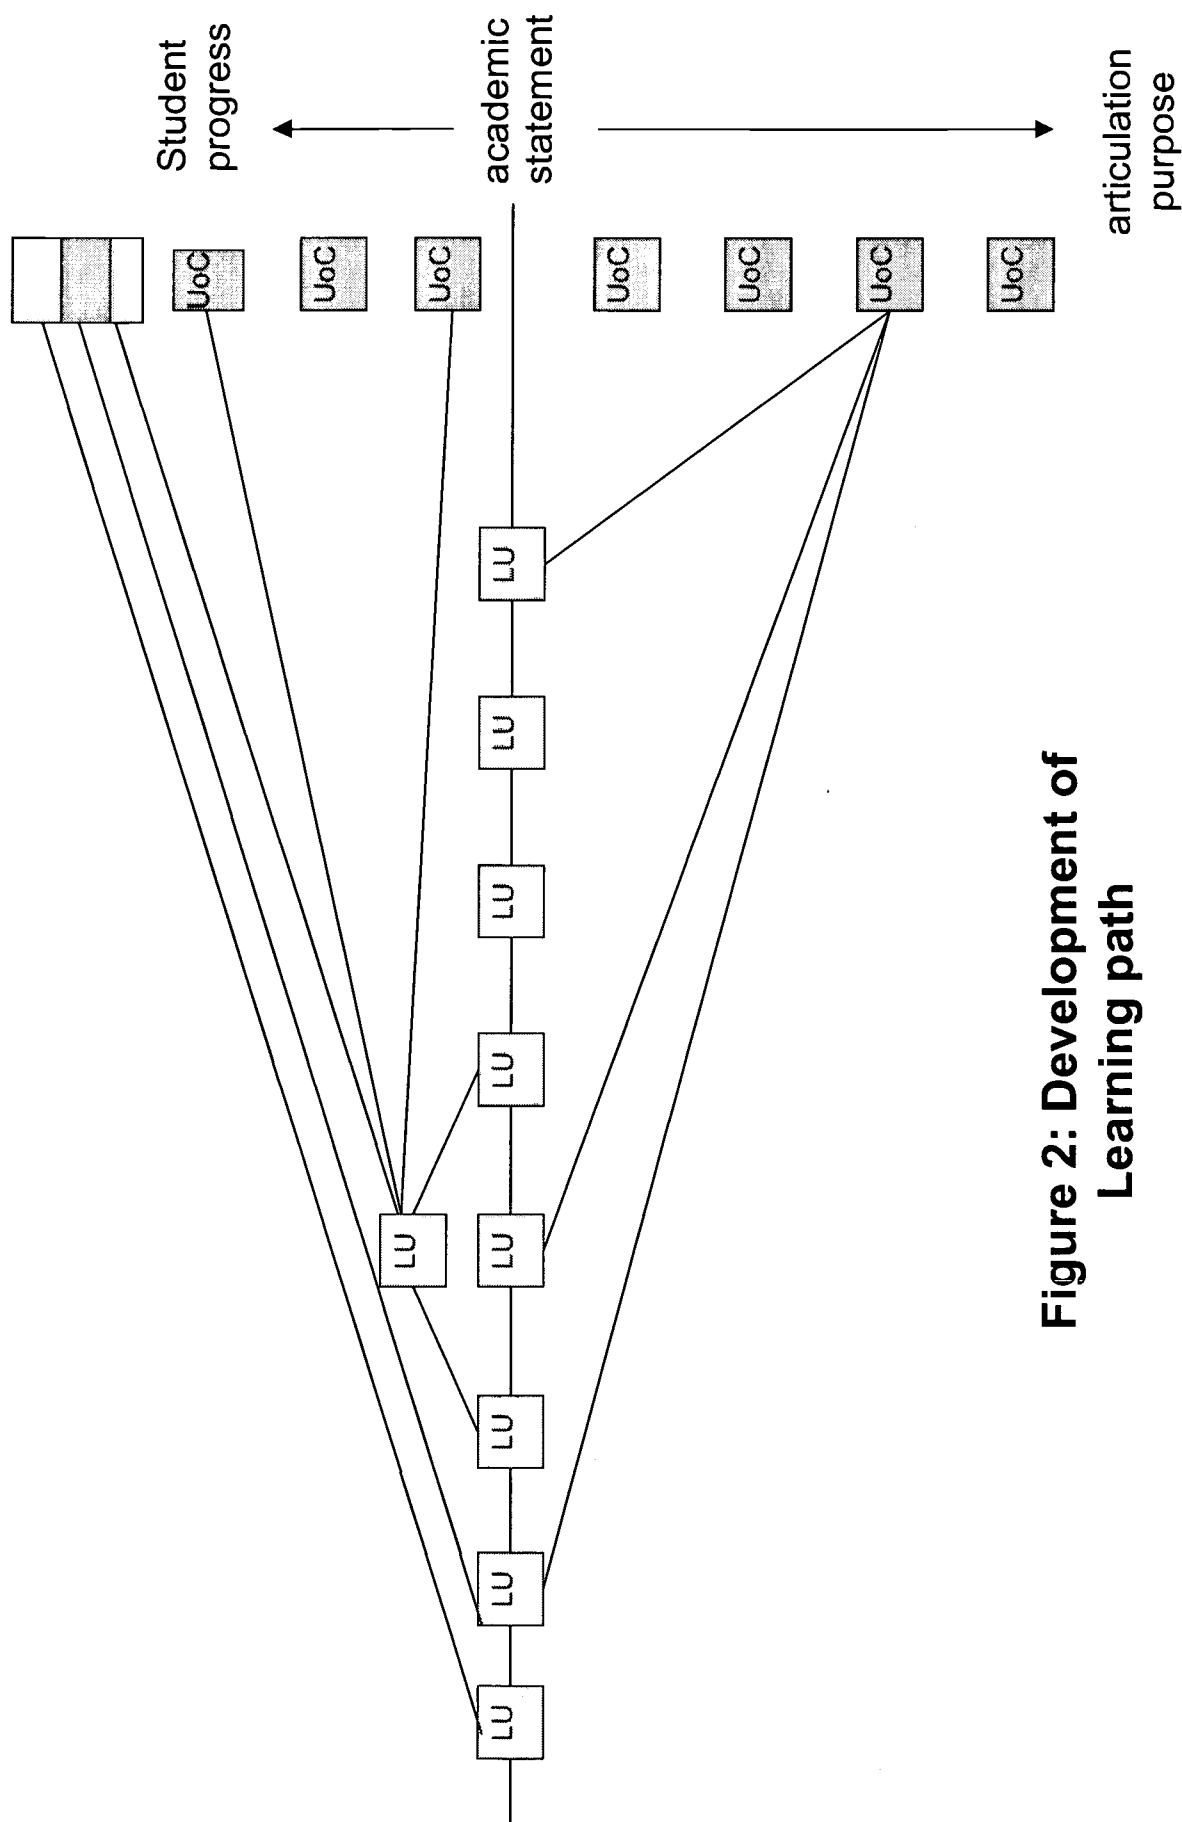 Student
progress
UoC
UoC
UoC
LU
LU
LU
LU
LU
LU
LU
LU
LU
academic
statement
UoC
UoC
UoC
UoC
articulation
purpose
Figure 2: Development of
Learning path